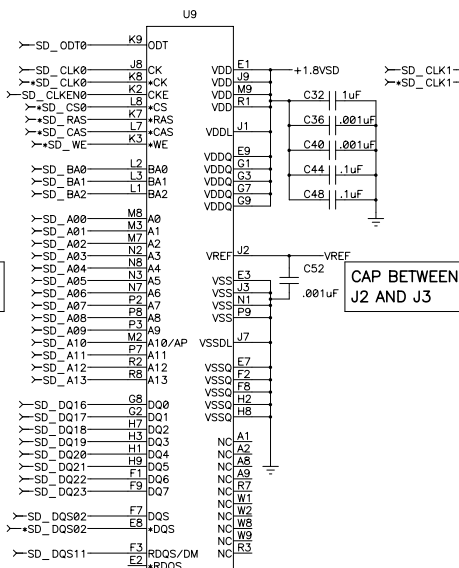 U9
SD_ODT0 K9 ODT
SD_CLK0 J8 CK VDD E1 +1.8VSD SD_CLK1
*SD_CLK0 K8 *CK VDD J9 *SD_CLK1
SD_CLKEN0 K2 CKE VDD M9
*SD_CS0 L8 *CS VDD R1 C32 1uF
*SD_RAS K7 *RAS
*SD_CAS L7 *CAS VDDL J1 C36 .001uF
*SD_WE K3 *WE
VDDQ E9 C40 .001uF
SD_BA0 L2 BA0 VDDQ G1
SD_BA1 L3 BA1 VDDQ G3 C44 .1uF
SD_BA2 L1 BA2 VDDQ G7
VDDQ G9 C48 .1uF
SD_A00 M8 A0
SD_A01 M3 A1
SD_A02 M7 A2
SD_A03 N2 A3 VREF J2 VREF
SD_A04 N8 A4
SD_A05 N3 A5 VSS E3 C52 CAP BETWEEN
SD_A06 N7 A6 VSS J3 J2 AND J3
SD_A07 P2 A7 VSS N1 .001uF
SD_A08 P8 A8 VSS P9
SD_A09 P3 A9
SD_A10 M2 A10/AP VSSDL J7
SD_A11 P7 A11
SD_A12 R2 A12 VSSQ E7
SD_A13 R8 A13 VSSQ F2
VSSQ F8
SD_DQ16 G8 DQ0 VSSQ H2
SD_DQ17 G2 DQ1 VSSQ H8
SD_DQ18 H7 DQ2
SD_DQ19 H3 DQ3 NC A1
SD_DQ20 H1 DQ4 NC A2
SD_DQ21 H9 DQ5 NC A8
SD_DQ22 F1 DQ6 NC A9
SD_DQ23 F9 DQ7 NC R7
NC W1
SD_DQS02 F7 DQS NC W2
*SD_DQS02 E8 *DQS NC W8
NC W9
SD_DQS11 F3 RDQS/DM NC R3
E2 *RDQS